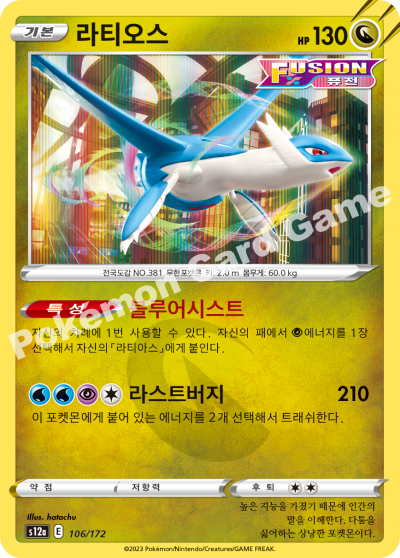 기본 라티오스 HP 130
FUSION
퓨전
전국도감 NO.381 무한포켓몬 키: 2.0 m 몸무게: 60.0 kg
특성 블루어시스트
자신의 차례에 1번 사용할 수 있다. 자신의 패에서 에너지를 1장
선택해서 자신의 「라티아스」에게 붙인다.
라스트버지 210
이 포켓몬에게 붙어 있는 에너지를 2개 선택해서 트래쉬한다.
약점 저항력 후퇴
Illus. hatachu
s12a E 106/172
높은 지능을 가졌기 때문에 인간의
말을 이해한다. 다툼을
싫어하는 상냥한 포켓몬이다.
©2023 Pokémon/Nintendo/Creatures/GAME FREAK.
Pokémon Card Game